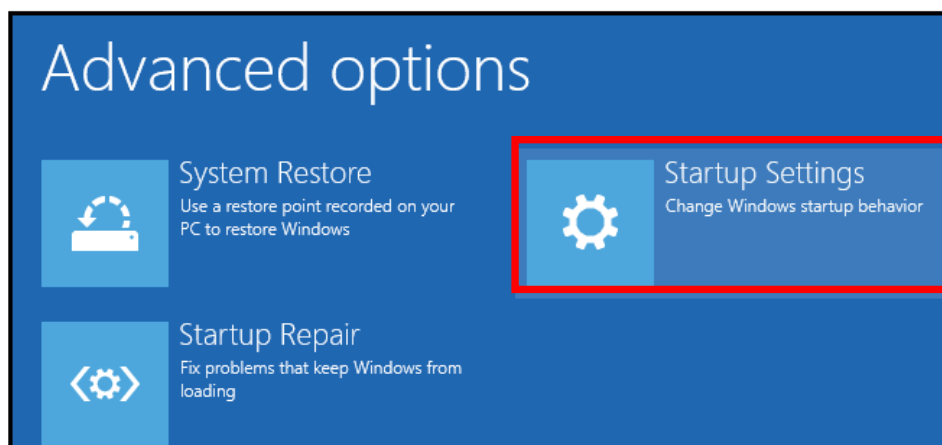 Advanced options
System Restore
Use a restore point recorded on your
PC to restore Windows
Startup Settings
Change Windows startup behavior
Startup Repair
Fix problems that keep Windows from
loading